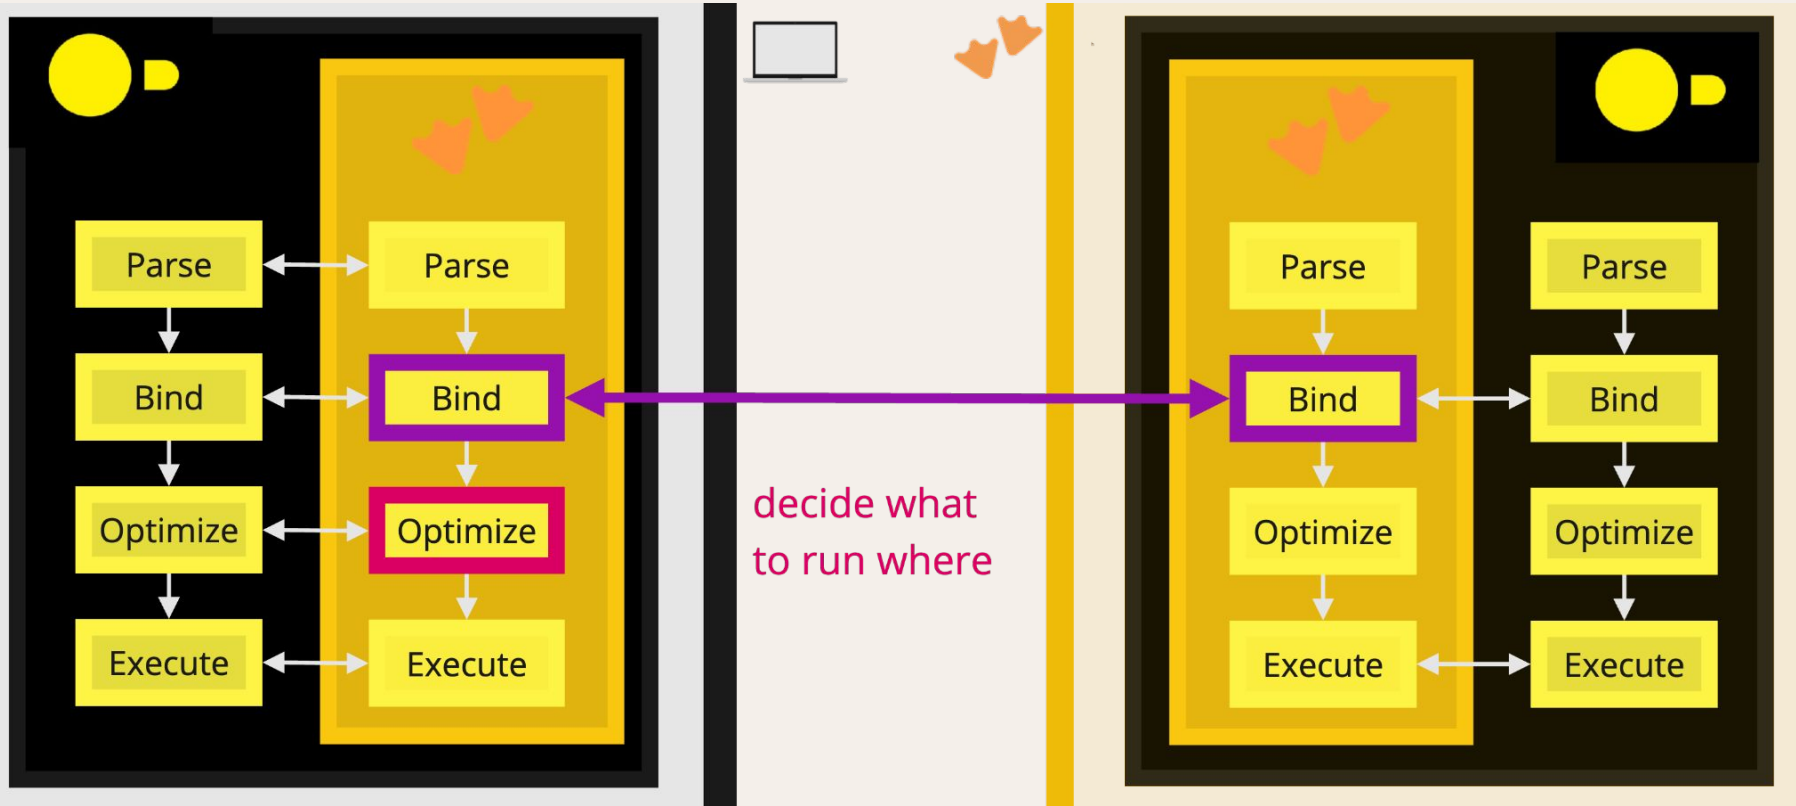 Parse
Parse
Parse
Parse
Bind
Bind
Bind
Bind
decide what
to run where
Optimize
Optimize
Optimize
Optimize
Execute
Execute
Execute
Execute